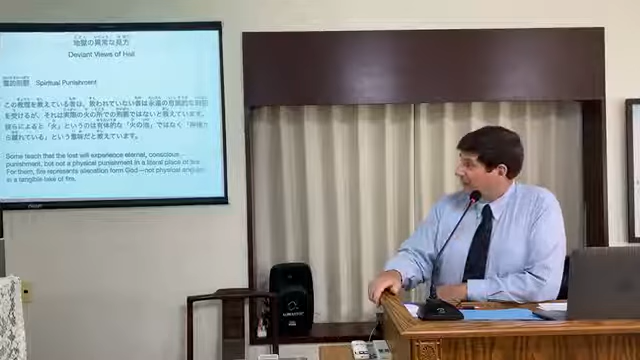 地獄の異常な見方
Deviant Views of Hell
霊的刑罰 Spiritual Punishment
この教理を教えている者は、救われていない者は永遠の意識的な刑罰
を受けるが、それは実際の火の所での刑罰ではないと教えています。
彼らによると「火」というのは肉体的な「火の池」ではなく「神様か
ら離れている」という意味だと教えています。
Some teach that the lost will experience eternal, conscious
punishment, but not a physical punishment in a literal place of fire.
For them, fire represents alienation form God—not physical anguish
in a tangible lake of fire.